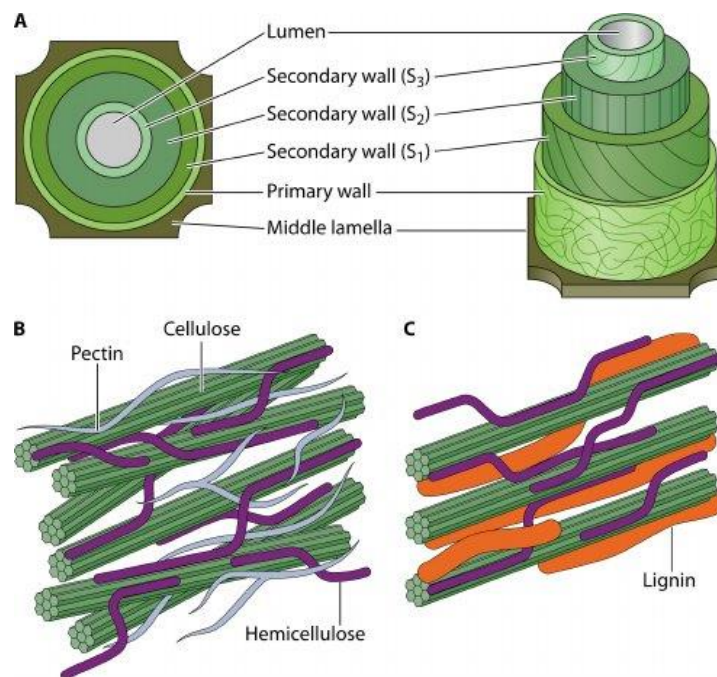 A
Lumen
Secondary wall (S₃)
Secondary wall (S₂)
Secondary wall (S₁)
Primary wall
Middle lamella
B
Cellulose
Pectin
Hemicellulose
C
Lignin